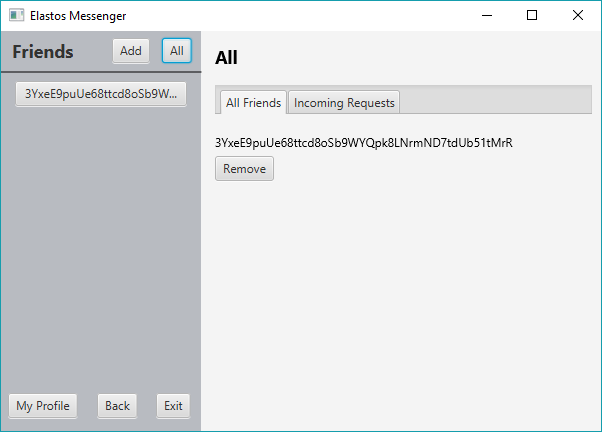 Elastos Messenger
Friends
Add
All
3YxeE9puUe68ttcd8oSb9W...
My Profile
Back
Exit
All
All Friends
Incoming Requests
3YxeE9puUe68ttcd8oSb9WYQpk8LNrmND7tdUb51tMrR
Remove